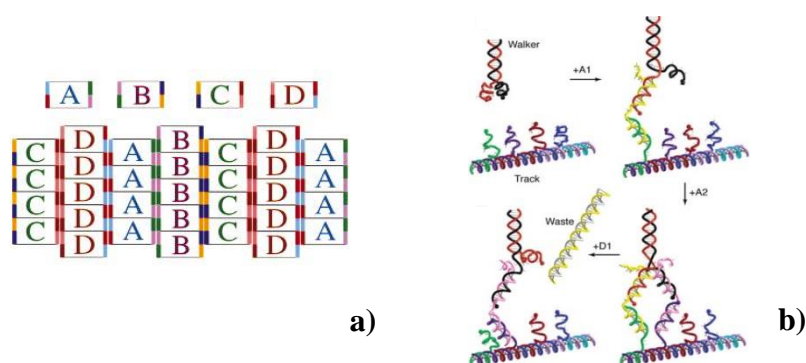 A B C D
D B D
C A C A
D B D
C A C A
D B D
C A C A
D B D
C A C A
D B D
a)
Walker
+A1
Track
+A2
Waste
+D1
b)